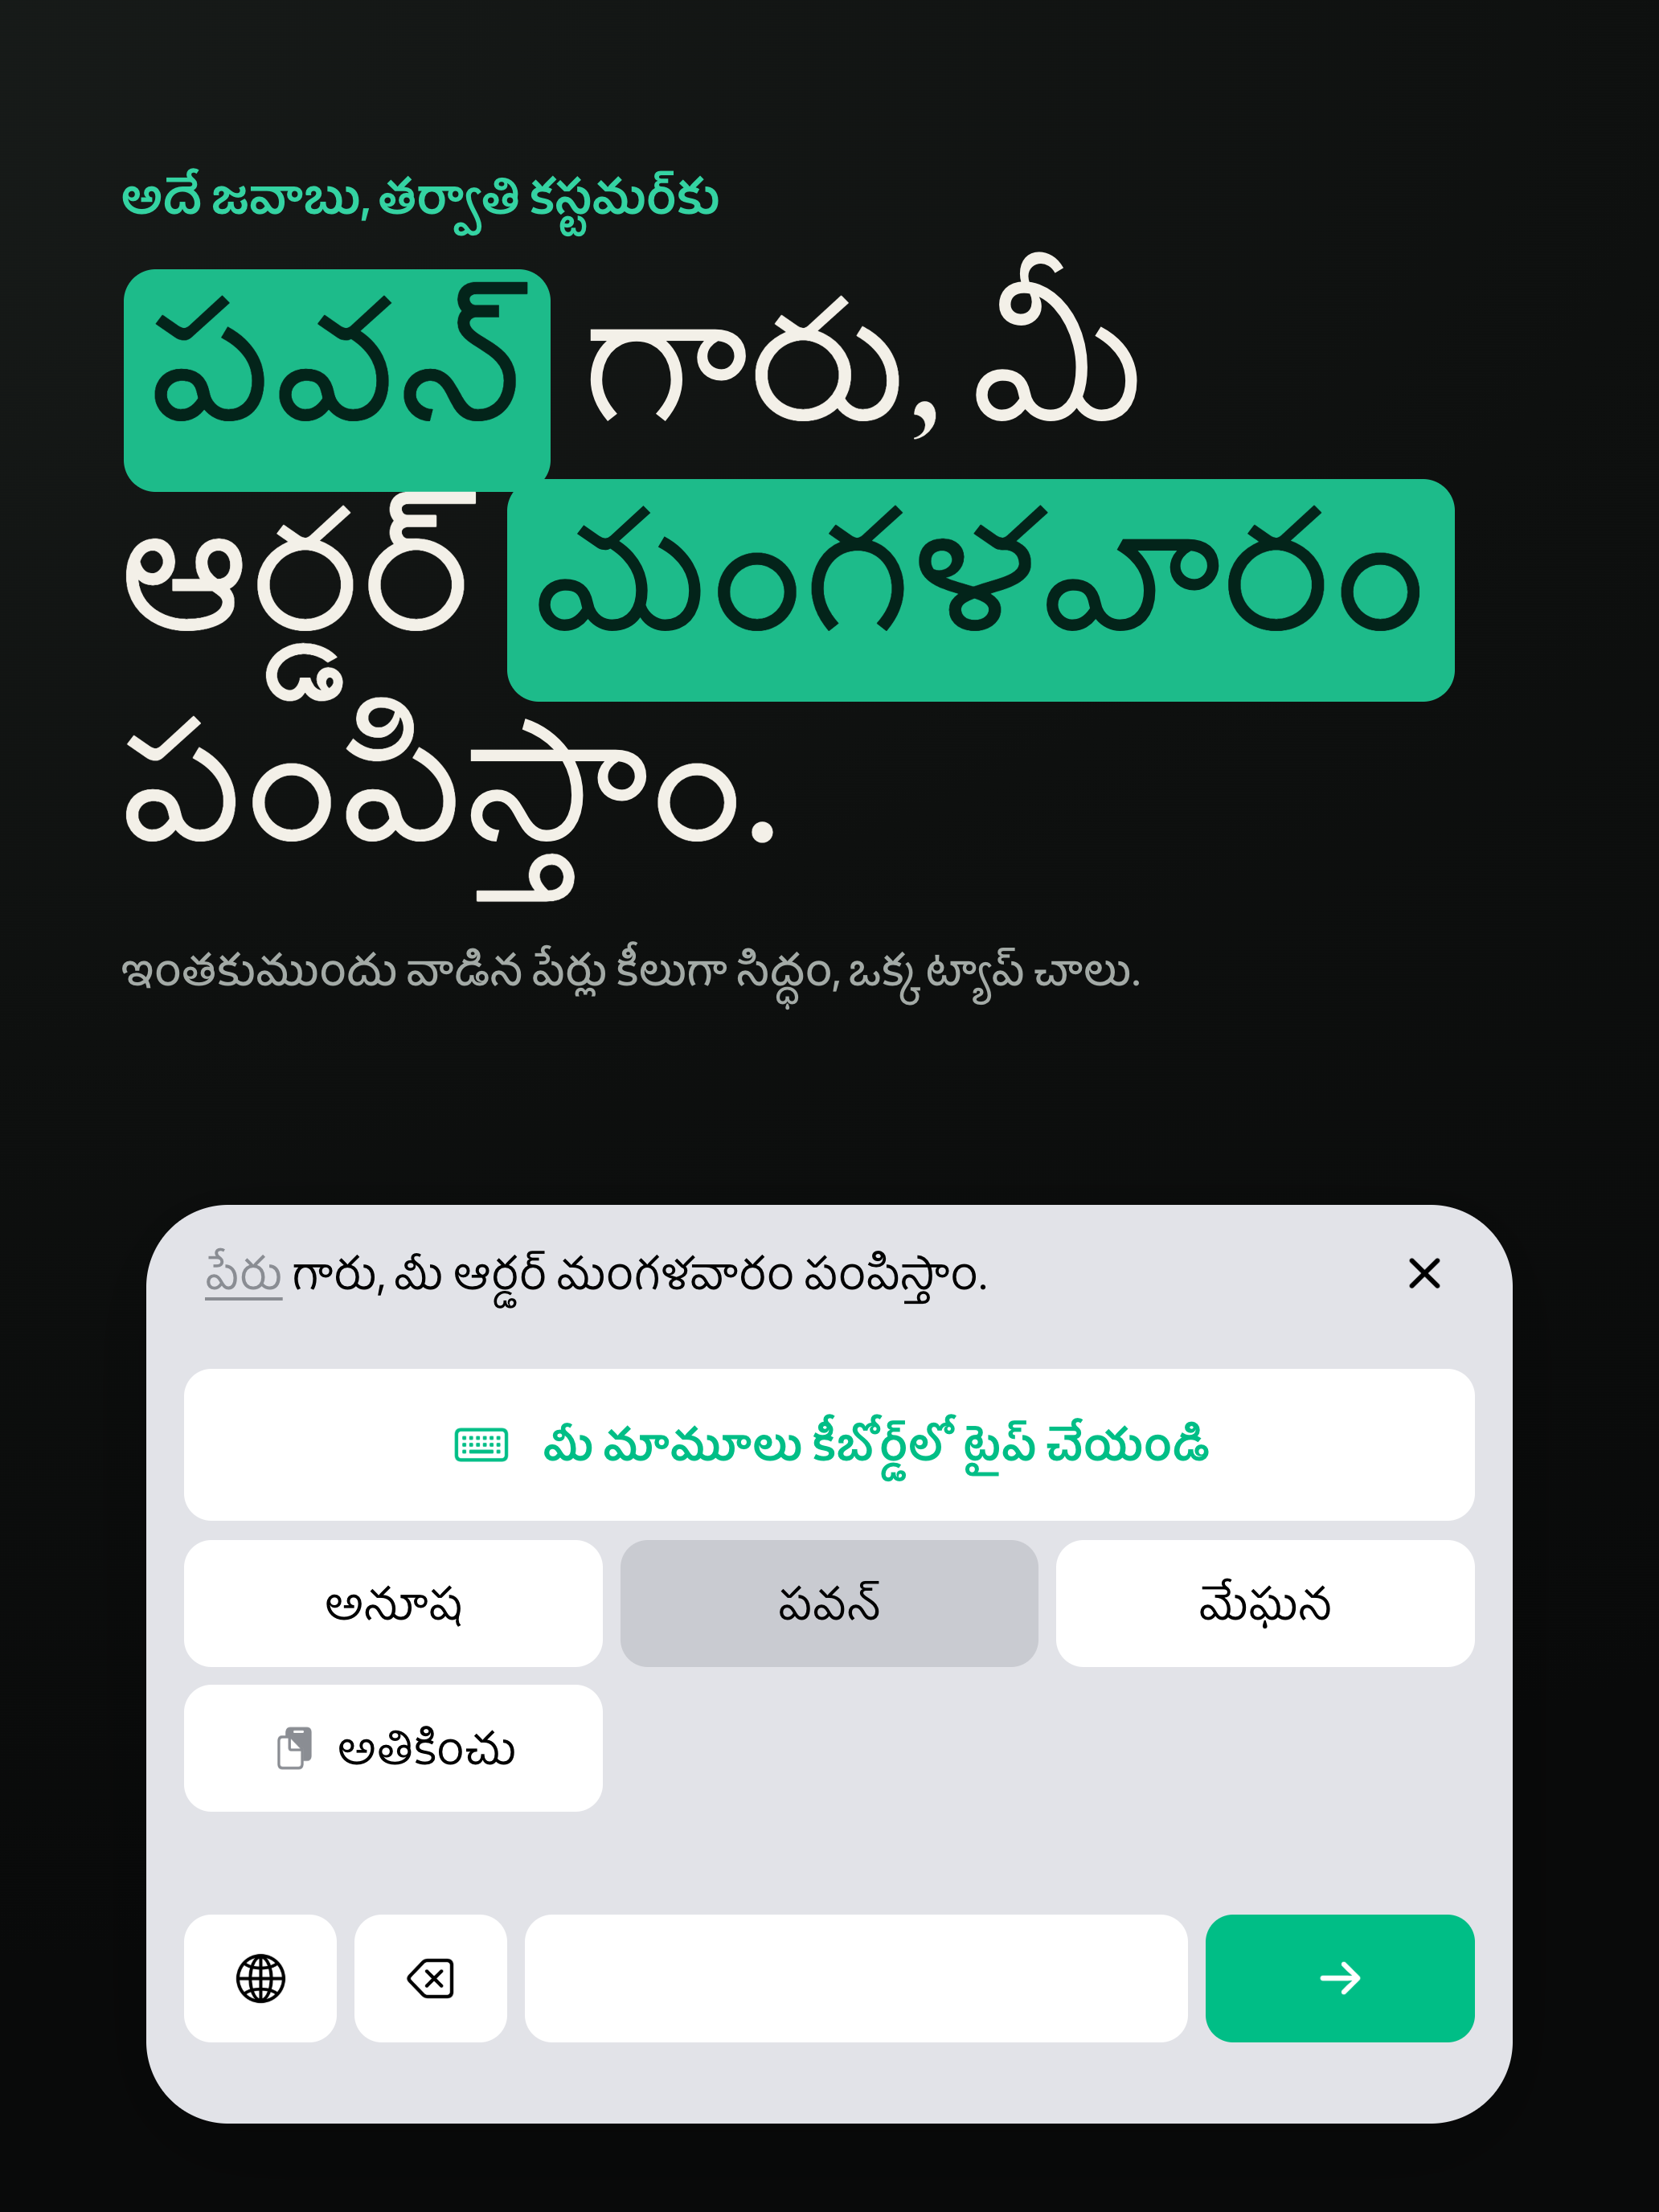 అదే జవాబు, తర్వాతి కస్టమర్‌కు
పవన్ గారు, మీ
ఆర్డర్ మంగళవారం
పంపిస్తాం.
ఇంతకుముందు వాడిన పేర్లు కీలుగా సిద్ధం, ఒక్క ట్యాప్ చాలు.
పేరు గారు, మీ ఆర్డర్ మంగళవారం పంపిస్తాం.
మీ మామూలు కీబోర్డ్‌లో టైప్ చేయండి
అనూష
పవన్
మేఘన
అతికించు